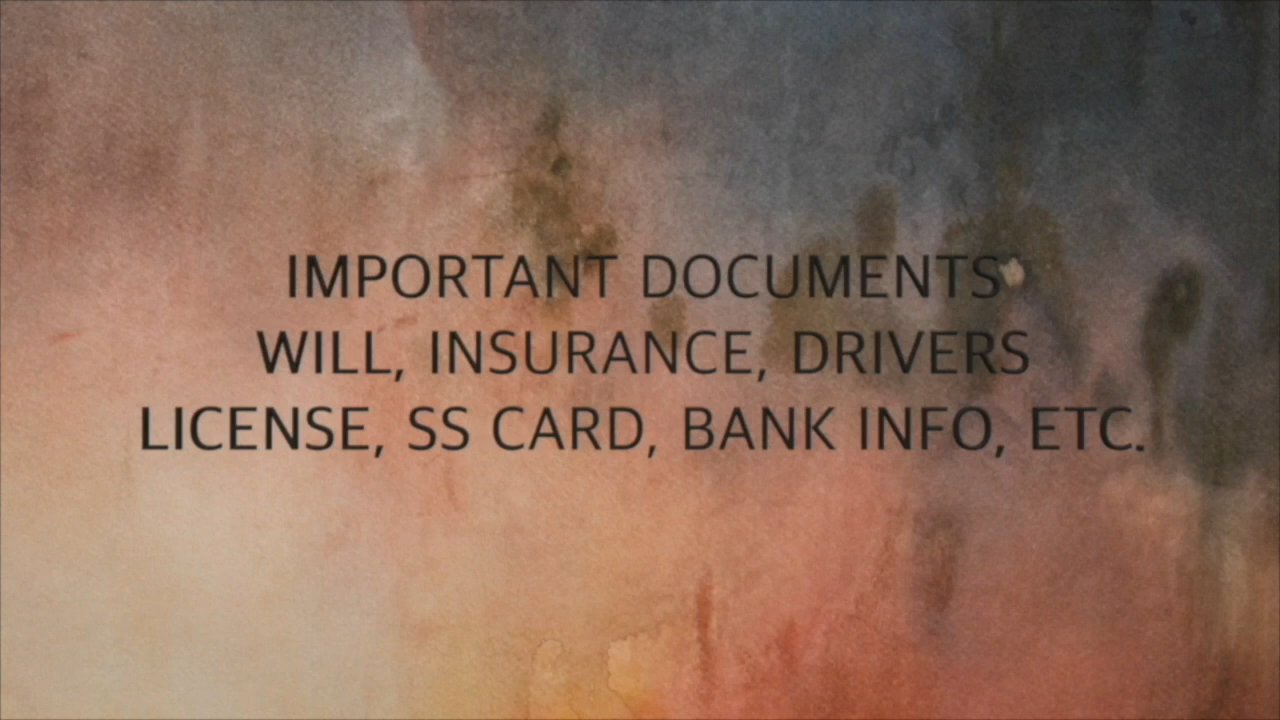 IMPORTANT DOCUMENTS
WILL, INSURANCE, DRIVERS
LICENSE, SS CARD, BANK INFO, ETC.